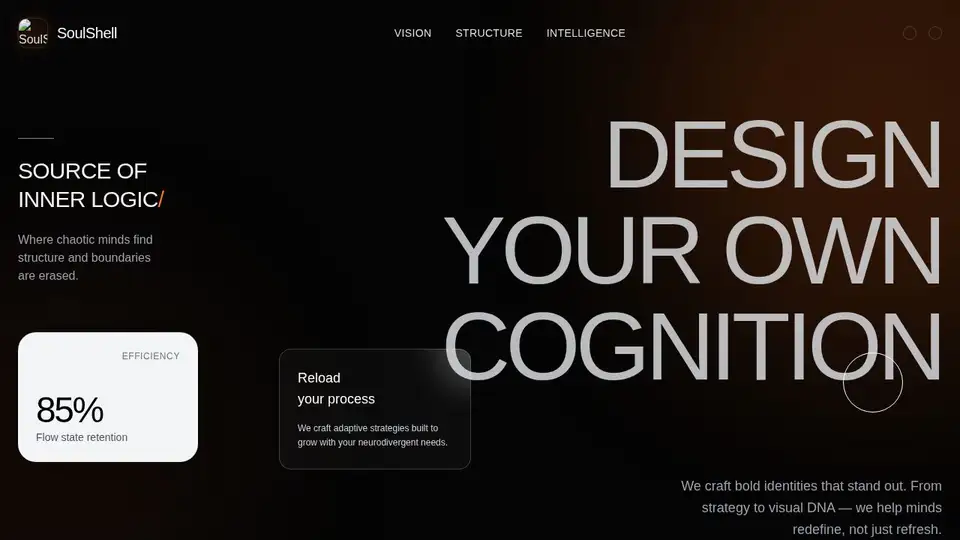 SoulS
SoulShell
VISION
STRUCTURE
INTELLIGENCE
SOURCE OF
INNER LOGIC/
Where chaotic minds find
structure and boundaries
are erased.
DESIGN
YOUR OWN
COGNITION
EFFICIENCY
85%
Flow state retention
Reload
your process
We craft adaptive strategies built to
grow with your neurodivergent needs.
We craft bold identities that stand out. From
strategy to visual DNA — we help minds
redefine, not just refresh.